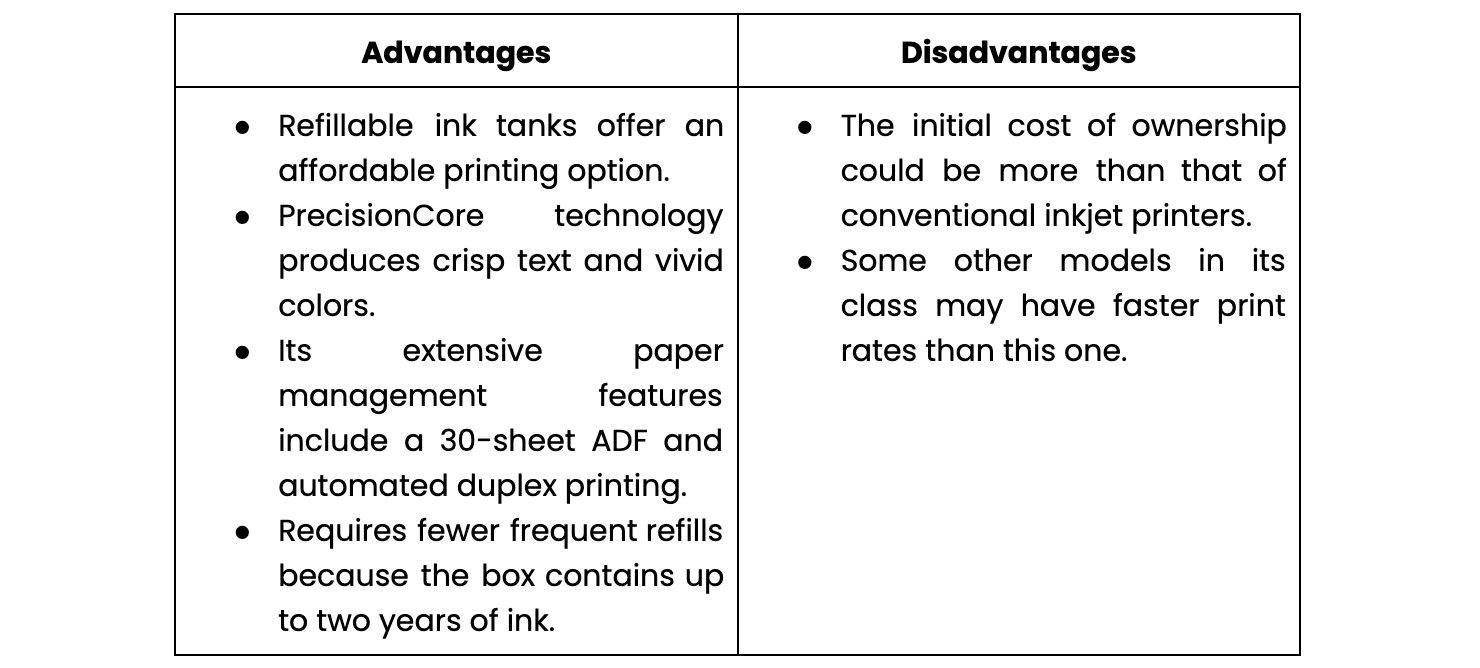 Advantages
Disadvantages
● Refillable ink tanks offer an
affordable printing option.
● PrecisionCore technology
produces crisp text and vivid
colors.
● Its extensive paper
management features
include a 30-sheet ADF and
automated duplex printing.
● Requires fewer frequent refills
because the box contains up
to two years of ink.
● The initial cost of ownership
could be more than that of
conventional inkjet printers.
● Some other models in its
class may have faster print
rates than this one.